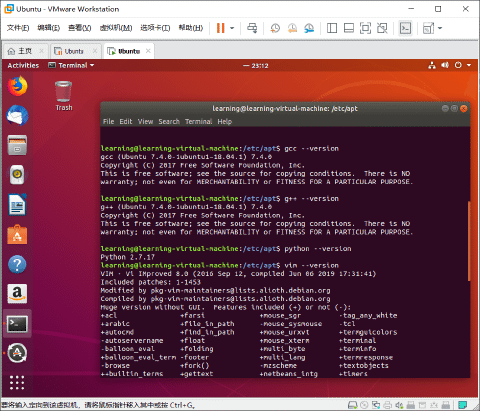 Ubuntu - VMware Workstation
文件(F) 编辑(E) 查看(V) 虚拟机(M) 选项卡(T) 帮助(H)
主页 Ubuntu Ubuntu
Activities Terminal 23:12
Trash
learning@learning-virtual-machine: /etc/apt
File Edit View Search Terminal Help
learning@learning-virtual-machine:/etc/apt$ gcc --version
gcc (Ubuntu 7.4.0-1ubuntu1~18.04.1) 7.4.0
Copyright (C) 2017 Free Software Foundation, Inc.
This is free software; see the source for copying conditions.  There is NO
warranty; not even for MERCHANTABILITY or FITNESS FOR A PARTICULAR PURPOSE.
learning@learning-virtual-machine:/etc/apt$ g++ --version
g++ (Ubuntu 7.4.0-1ubuntu1~18.04.1) 7.4.0
Copyright (C) 2017 Free Software Foundation, Inc.
This is free software; see the source for copying conditions.  There is NO
warranty; not even for MERCHANTABILITY or FITNESS FOR A PARTICULAR PURPOSE.
learning@learning-virtual-machine:/etc/apt$ python --version
Python 2.7.17
learning@learning-virtual-machine:/etc/apt$ vim --version
VIM - Vi IMproved 8.0 (2016 Sep 12, compiled Jun 06 2019 17:31:41)
Included patches: 1-1453
Modified by pkg-vim-maintainers@lists.alioth.debian.org
Compiled by pkg-vim-maintainers@lists.alioth.debian.org
Huge version without GUI.  Features included (+) or not (-):
+acl +farsi +mouse_sgr -tag_any_white
+arabic +file_in_path -mouse_sysmouse -tcl
+autocmd +find_in_path +mouse_urxvt +termguicolors
-autoservername +float +mouse_xterm +terminal
-balloon_eval +folding +multi_byte +terminfo
+balloon_eval_term -footer +multi_lang +termresponse
-browse +fork() -mzscheme +textobjects
++builtin_terms +gettext +netbeans_intg +timers
要将输入定向到该虚拟机，请将鼠标指针移入其中或按 Ctrl+G。